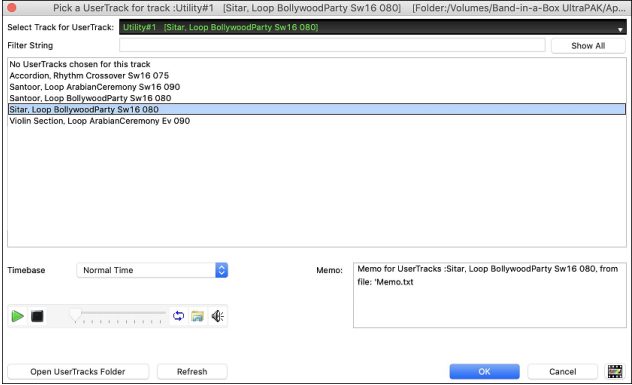 Pick a UserTrack for track :Utility#1 [Sitar, Loop BollywoodParty Sw16 080] [Folder:/Volumes/Band-in-a-Box UltraPAK/Ap...
Select Track for UserTrack: Utility#1 [Sitar, Loop BollywoodParty Sw16 080]
Filter String Show All
No UserTracks chosen for this track
Accordion, Rhythm Crossover Sw16 075
Santoor, Loop ArabianCeremony Sw16 090
Santoor, Loop BollywoodParty Sw16 080
Sitar, Loop BollywoodParty Sw16 080
Violin Section, Loop ArabianCeremony Ev 090
Timebase Normal Time Memo: Memo for UserTracks :Sitar, Loop BollywoodParty Sw16 080, from
file: 'Memo.txt
Open UserTracks Folder Refresh OK Cancel